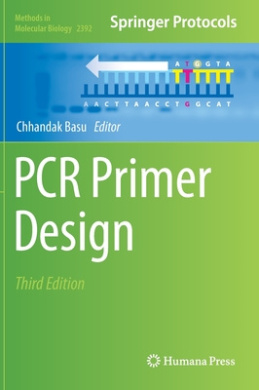 Methods in
Molecular Biology 2392
Springer Protocols
A T G G T A
T T T T T T
A A C T T A A C C T G G C A T
Chhandak Basu Editor
PCR Primer
Design
Third Edition
Humana Press